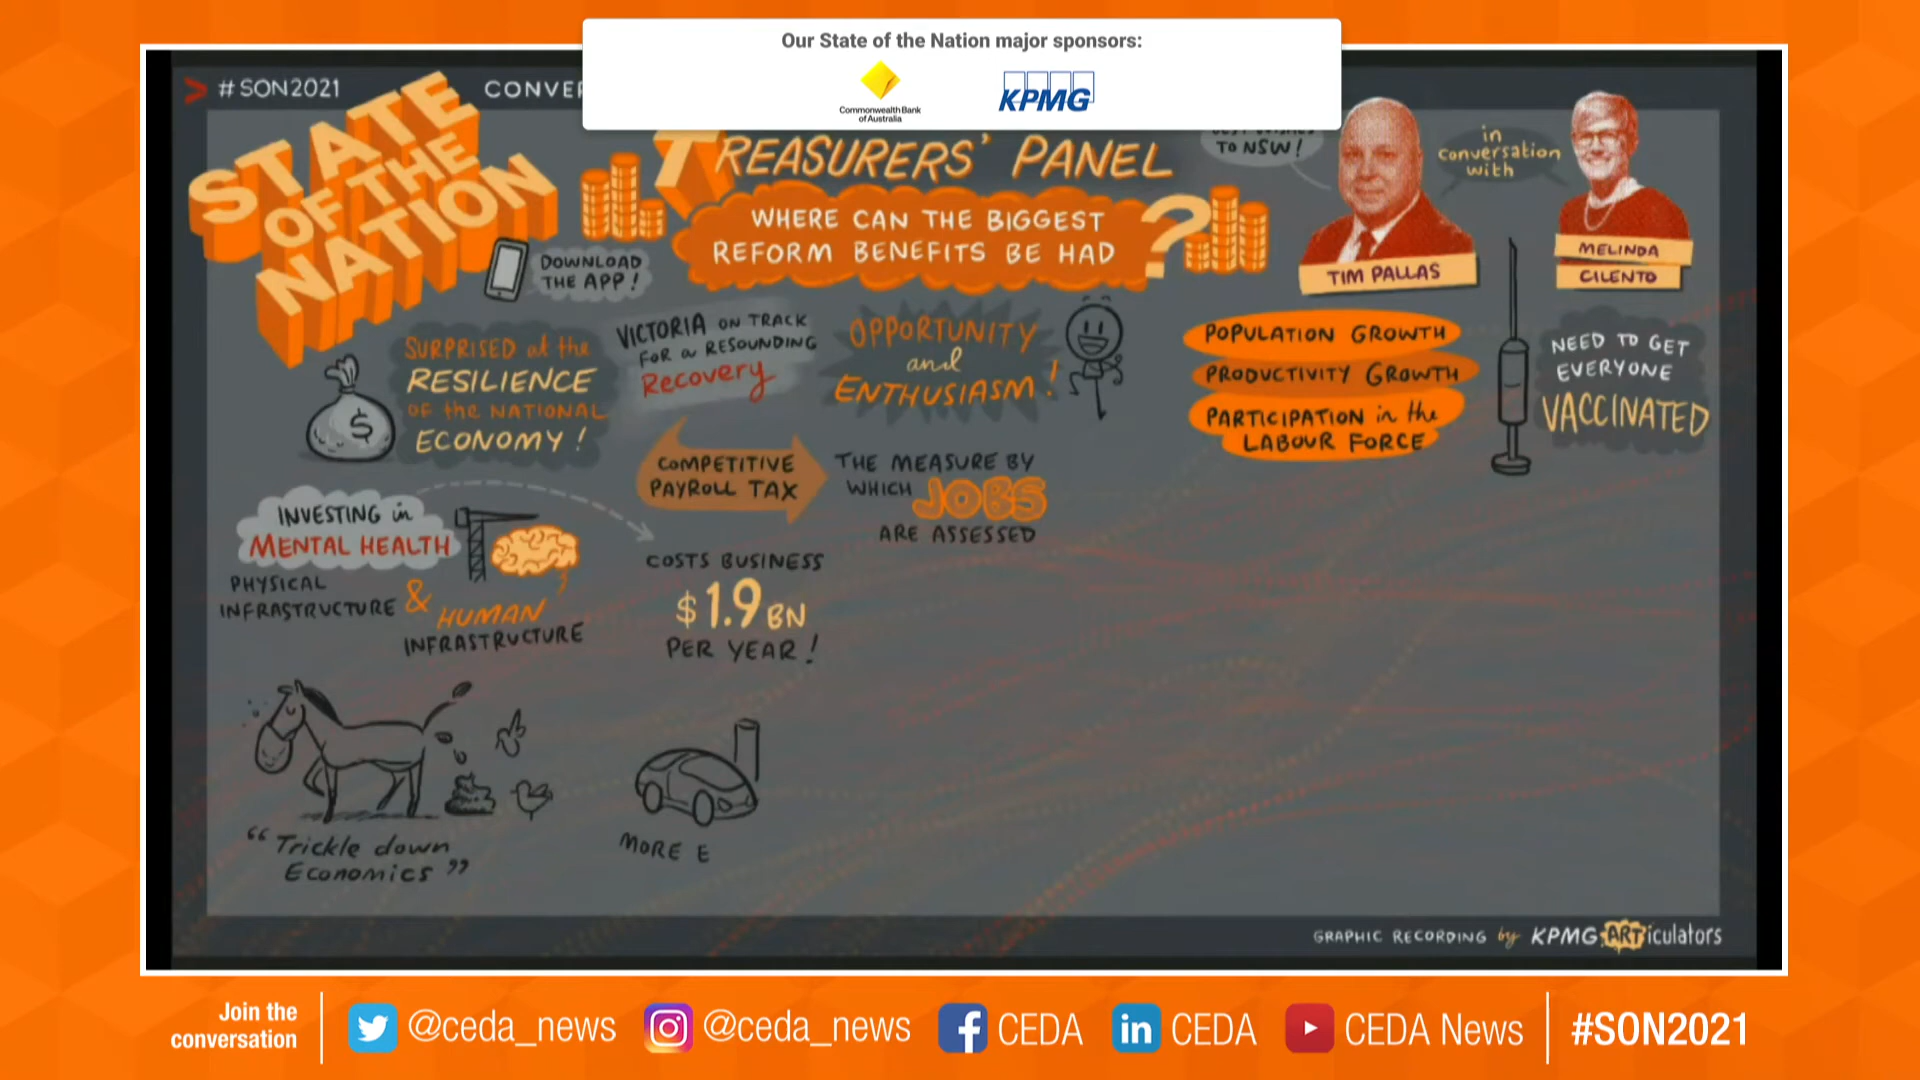 Our State of the Nation major sponsors:
CommonwealthBank
of Australia
KPMG
#SON2021
STATE
OF THE
NATION
DOWNLOAD
THE APP!
TREASURERS' PANEL
WHERE CAN THE BIGGEST
REFORM BENEFITS BE HAD
?
TO NSW!
in
conversation
with
TIM PALLAS
MELINDA
CILENTO
SURPRISED at the
RESILIENCE
OF the NATIONAL
ECONOMY!
$
VICTORIA ON TRACK
FOR a RESOUNDING
Recovery
OPPORTUNITY
and
ENTHUSIASM!
POPULATION GROWTH
PRODUCTIVITY GROWTH
PARTICIPATION in the
LABOUR FORCE
NEED TO GET
EVERYONE
VACCINATED
COMPETITIVE
PAYROLL TAX
THE MEASURE BY
WHICH JOBS
ARE ASSESSED
INVESTING in
MENTAL HEALTH
PHYSICAL
INFRASTRUCTURE & HUMAN
INFRASTRUCTURE
COSTS BUSINESS
$1.9 BN
PER YEAR!
"Trickle down
Economics"
MORE E
GRAPHIC RECORDING by KPMG ARTiculators
Join the
conversation
@ceda_news
@ceda_news
CEDA
CEDA
CEDA News
#SON2021